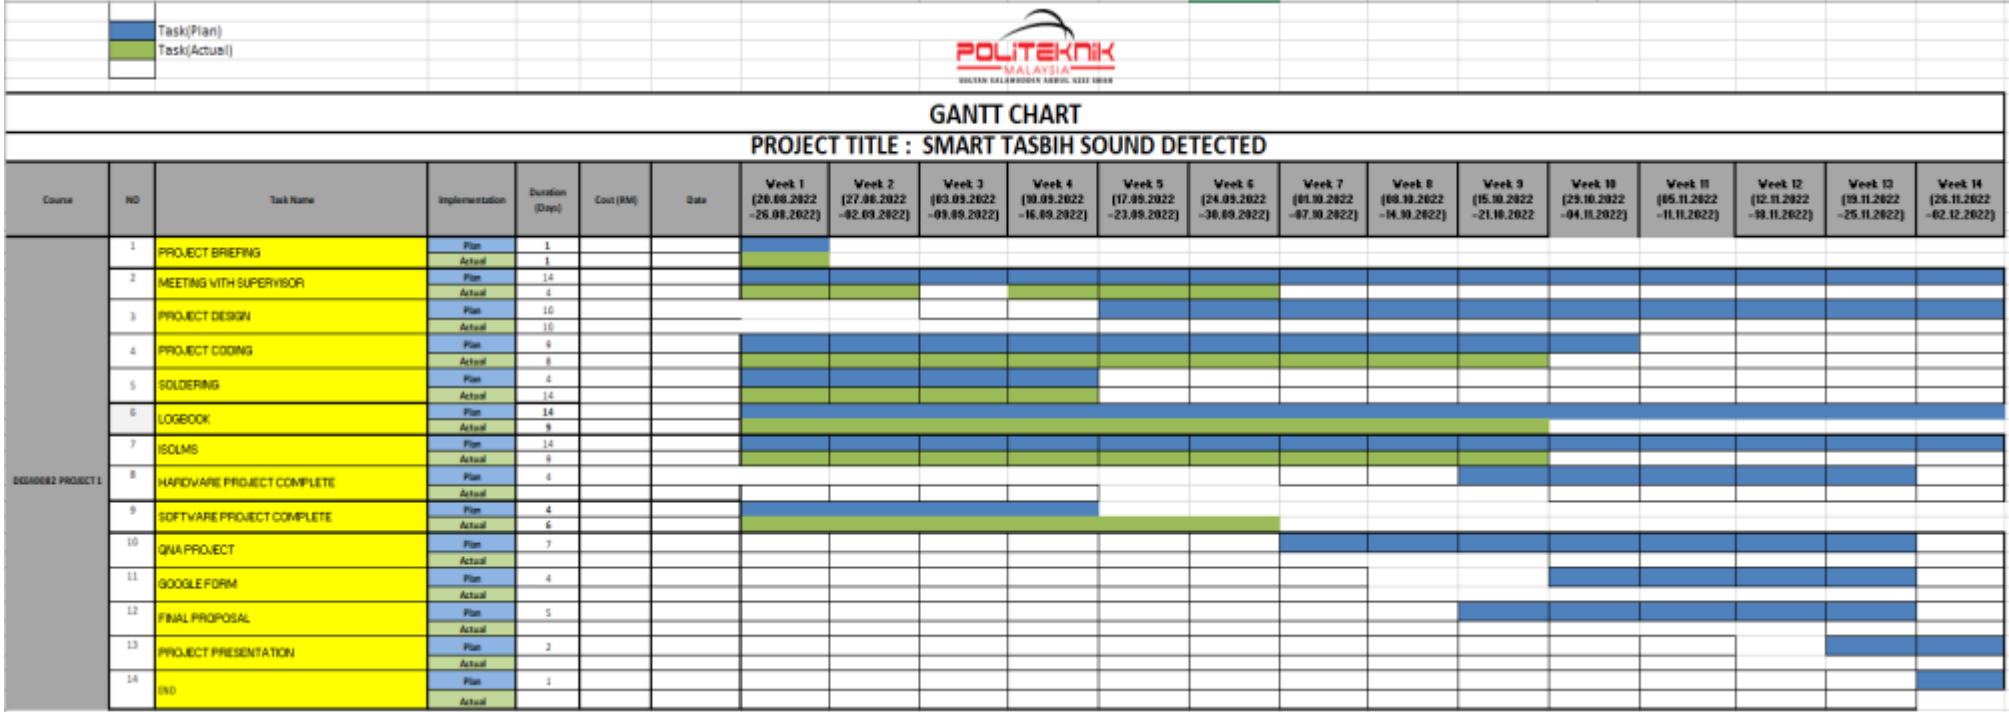 Task(Plan)
Task(Actual)
POLITEKNIK
MALAYSIA
SULTAN SALAHUDDIN ABDUL AZIZ SHAH
GANTT CHART
PROJECT TITLE : SMART TASBIH SOUND DETECTED
Course NO Task Name Implementation Duration (Days) Cost (RM) Date Week 1 (20.08.2022 -26.08.2022) Week 2 (27.08.2022 -02.09.2022) Week 3 (03.09.2022 -09.09.2022) Week 4 (10.09.2022 -16.09.2022) Week 5 (17.09.2022 -23.09.2022) Week 6 (24.09.2022 -30.09.2022) Week 7 (01.10.2022 -07.10.2022) Week 8 (08.10.2022 -14.10.2022) Week 9 (15.10.2022 -21.10.2022 Week 10 (29.10.2022 -04.11.2022) Week 11 (05.11.2022 -11.11.2022) Week 12 (12.11.2022 -18.11.2022) Week 13 (19.11.2022 -25.11.2022) Week 14 (26.11.2022 -02.12.2022)
PROJECT 1
1 PROJECT BRIEFING Plan 1
Actual 1
2 MEETING WITH SUPERVISOR Plan 14
Actual 4
3 PROJECT DESIGN Plan 10
Actual 10
4 PROJECT CODING Plan 9
Actual 8
5 SOLDERING Plan 4
Actual 14
6 LOGBOOK Plan 14
Actual 9
7 ISOLMS Plan 14
Actual 9
8 HARDWARE PROJECT COMPLETE Plan 4
Actual
9 SOFTWARE PROJECT COMPLETE Plan 4
Actual 6
10 QNA PROJECT Plan 7
Actual
11 GOOGLE FORM Plan 4
Actual
12 FINAL PROPOSAL Plan 5
Actual
13 PROJECT PRESENTATION Plan 2
Actual
14 END Plan 1
Actual